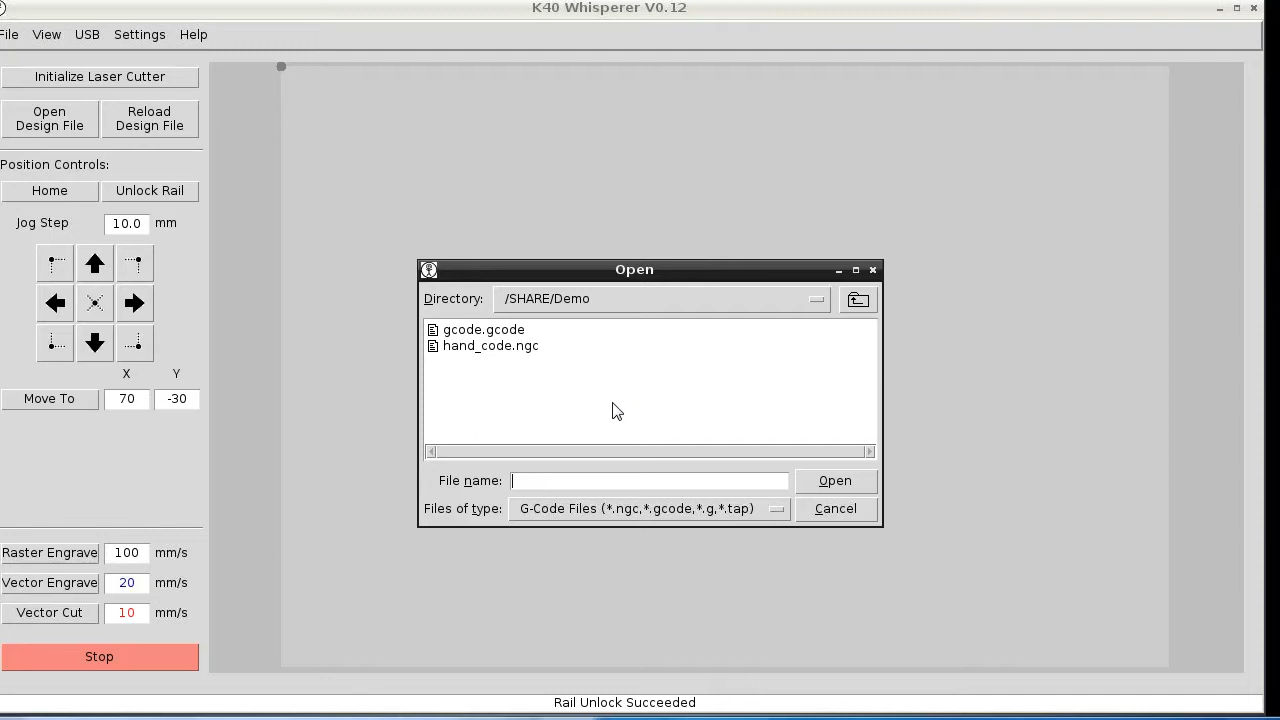 K40 Whisperer V0.12
File View USB Settings Help
Initialize Laser Cutter
Open
Design File
Reload
Design File
Position Controls:
Home
Unlock Rail
Jog Step 10.0 mm
X Y
Move To 70 -30
Raster Engrave 100 mm/s
Vector Engrave 20 mm/s
Vector Cut 10 mm/s
Stop
Open
Directory: /SHARE/Demo
gcode.gcode
hand_code.ngc
File name: Open
Files of type: G-Code Files (*.ngc,*.gcode,*.g,*.tap) Cancel
Rail Unlock Succeeded